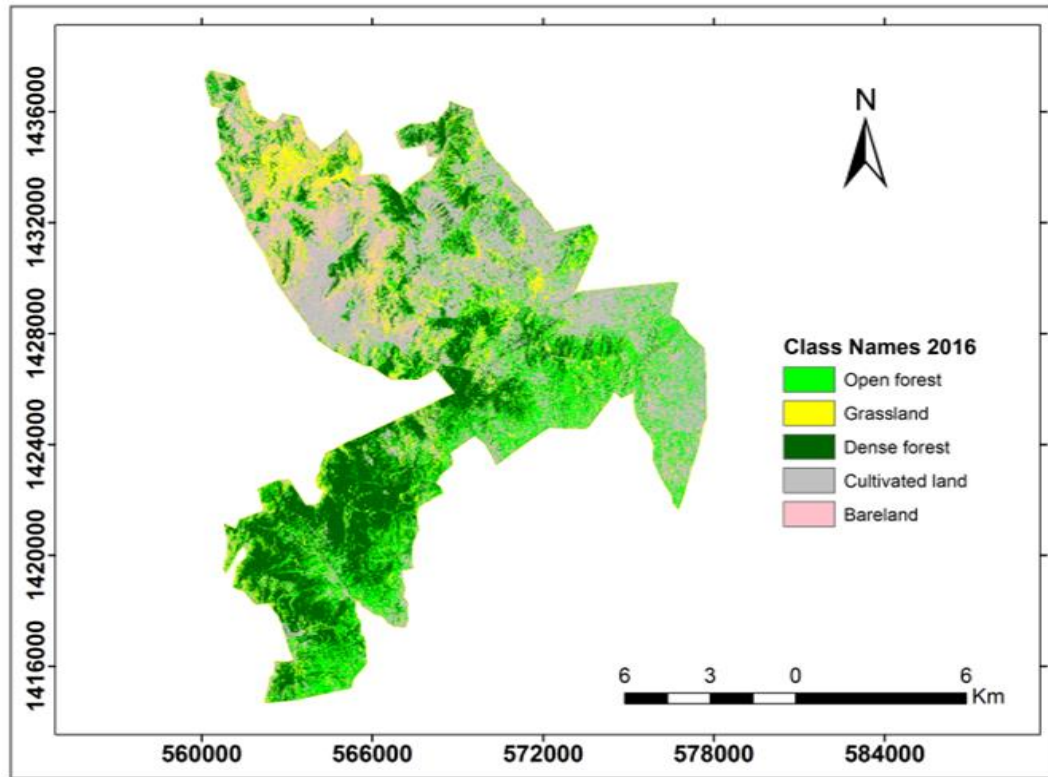 N
1436000
1432000
1428000
1424000
1420000
1416000
Class Names 2016
Open forest
Grassland
Dense forest
Cultivated land
Bareland
6 3 0 6
Km
560000 566000 572000 578000 584000